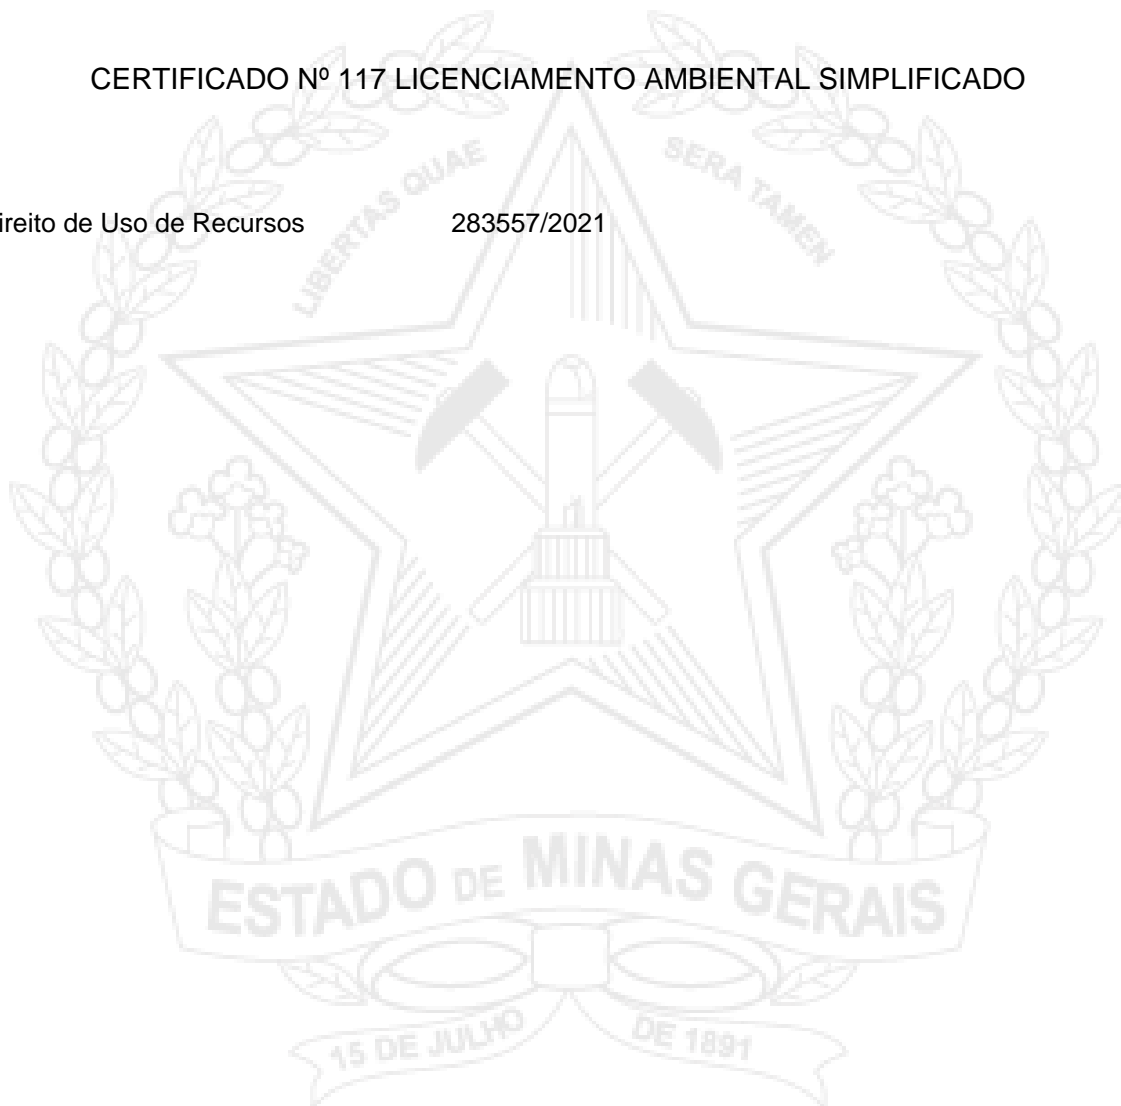 CERTIFICADO Nº 117 LICENCIAMENTO AMBIENTAL SIMPLIFICADO
LIBERTAS QUAE SERA TAMEN
ireito de Uso de Recursos 283557/2021
ESTADO DE MINAS GERAIS
15 DE JULHO DE 1891